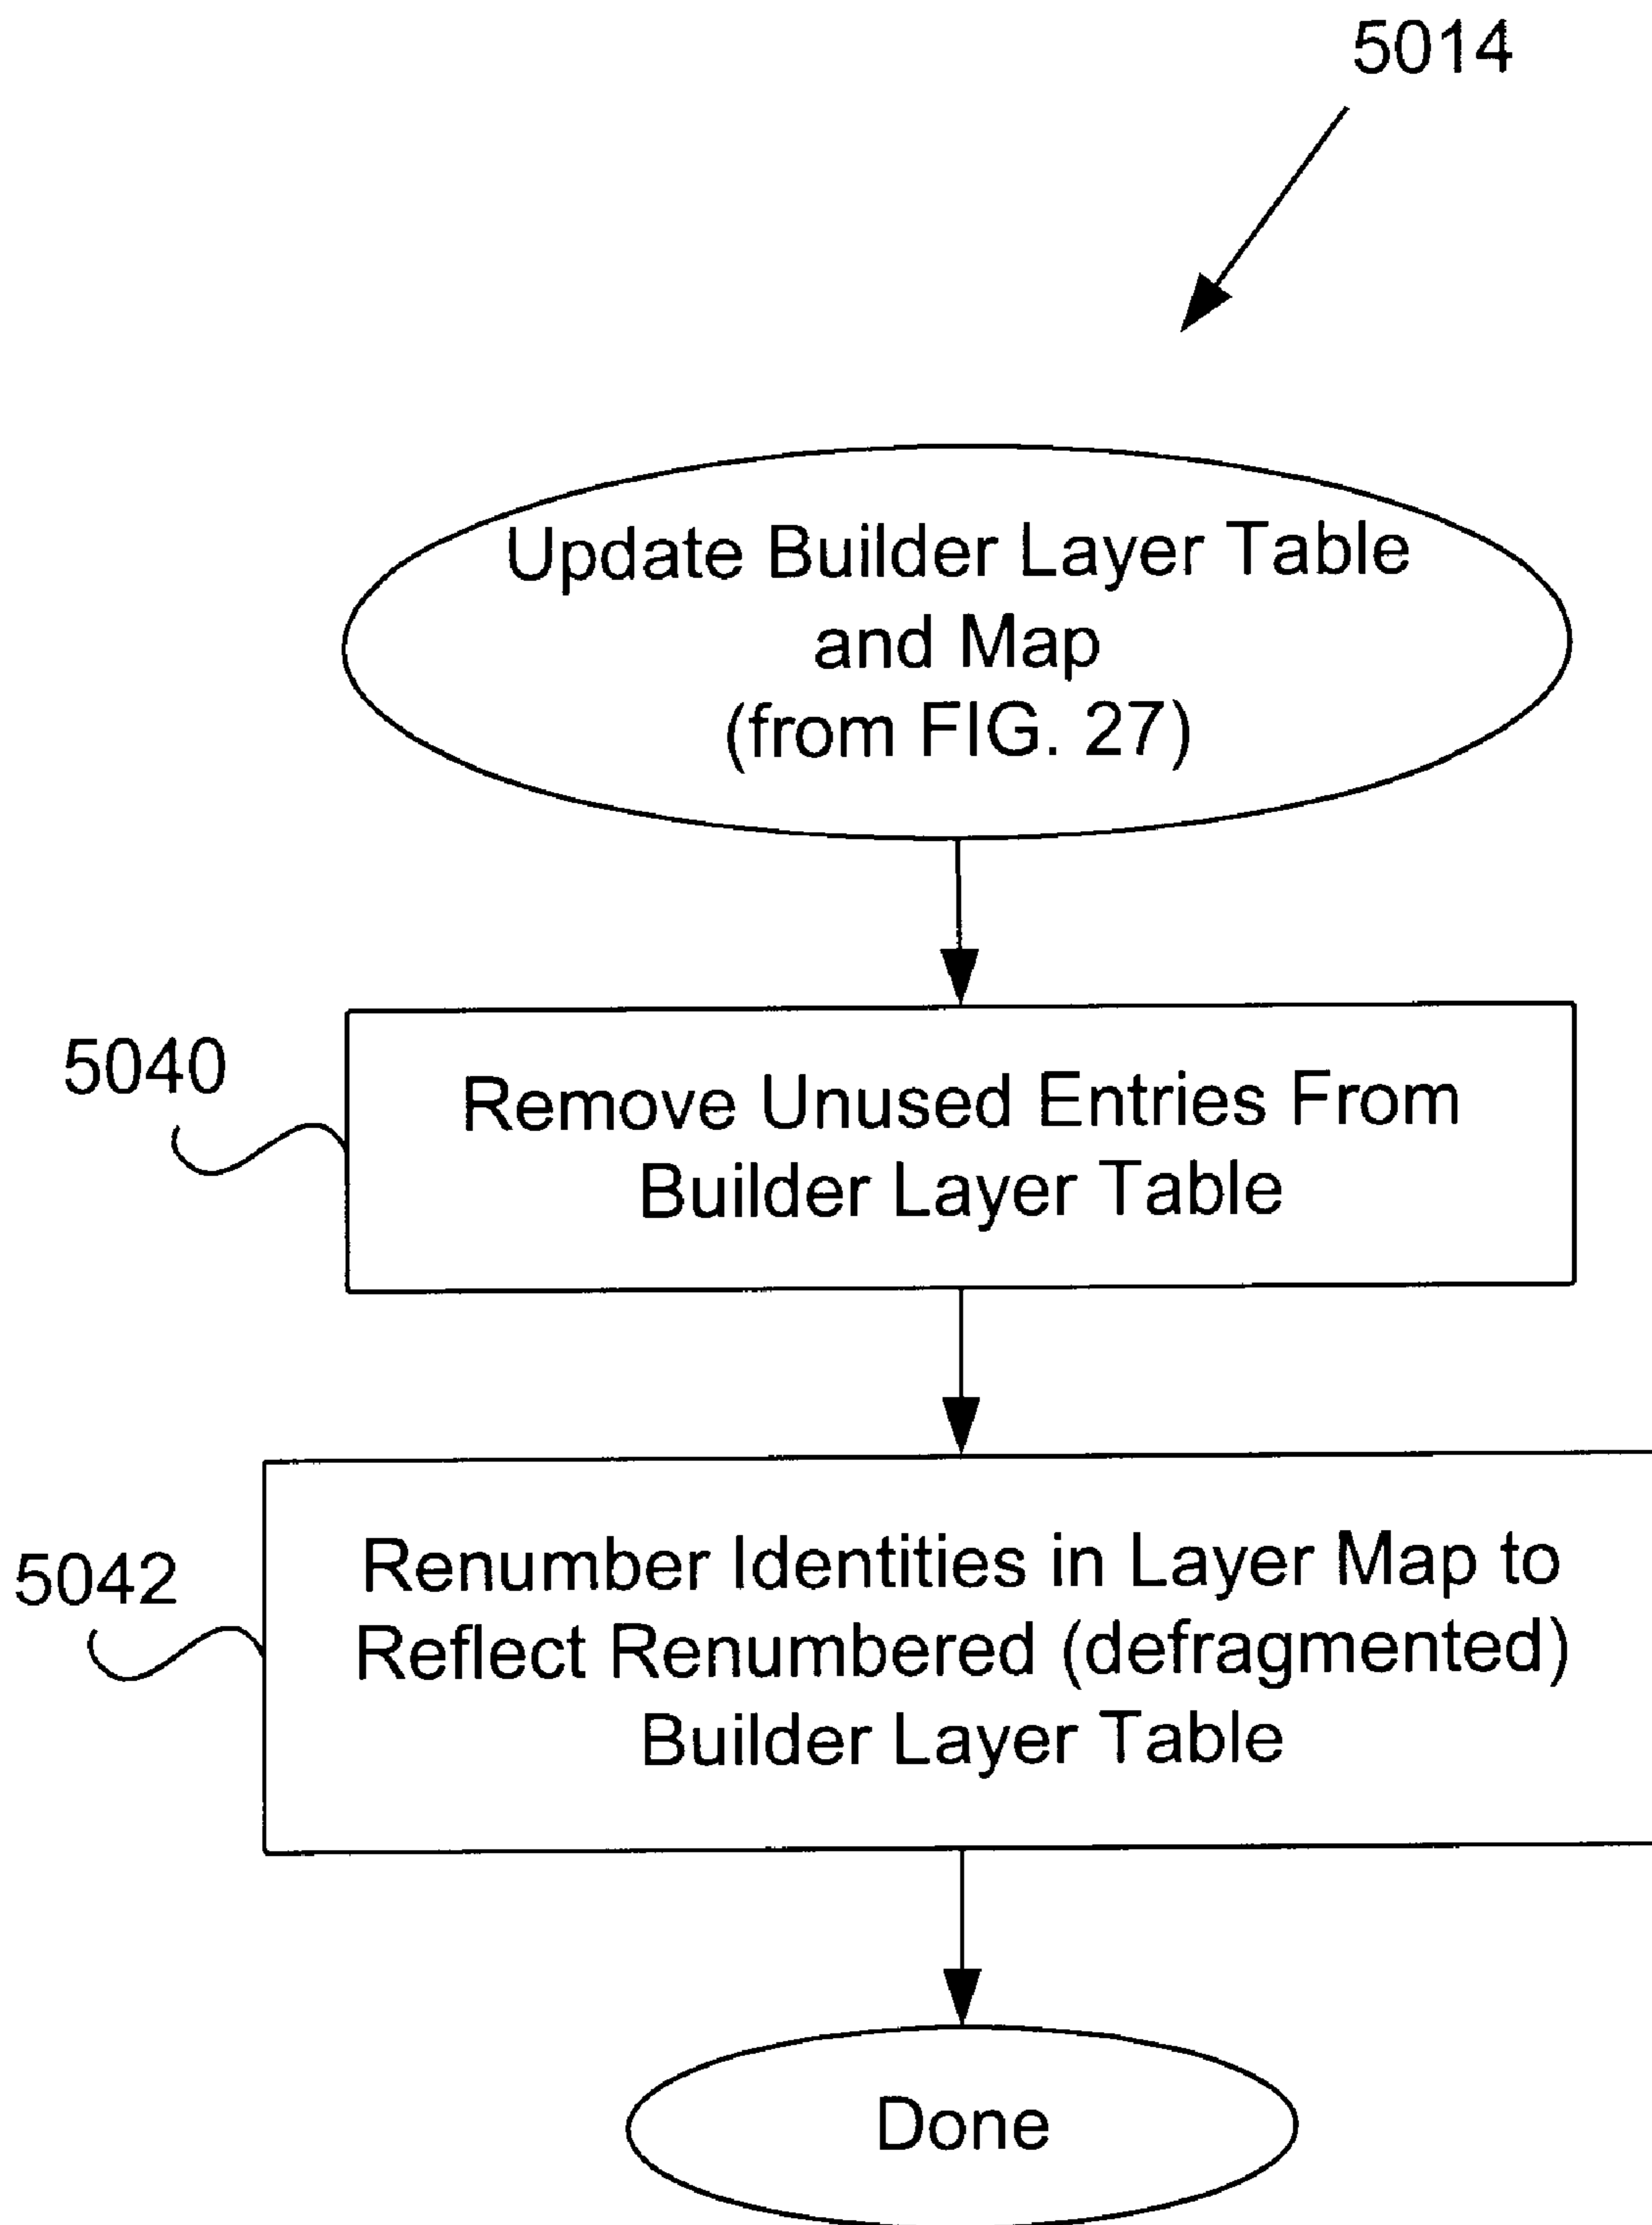 5014
Update Builder Layer Table
and Map
(from FIG. 27)
5040
Remove Unused Entries From
Builder Layer Table
5042
Renumber Identities in Layer Map to
Reflect Renumbered (defragmented)
Builder Layer Table
Done